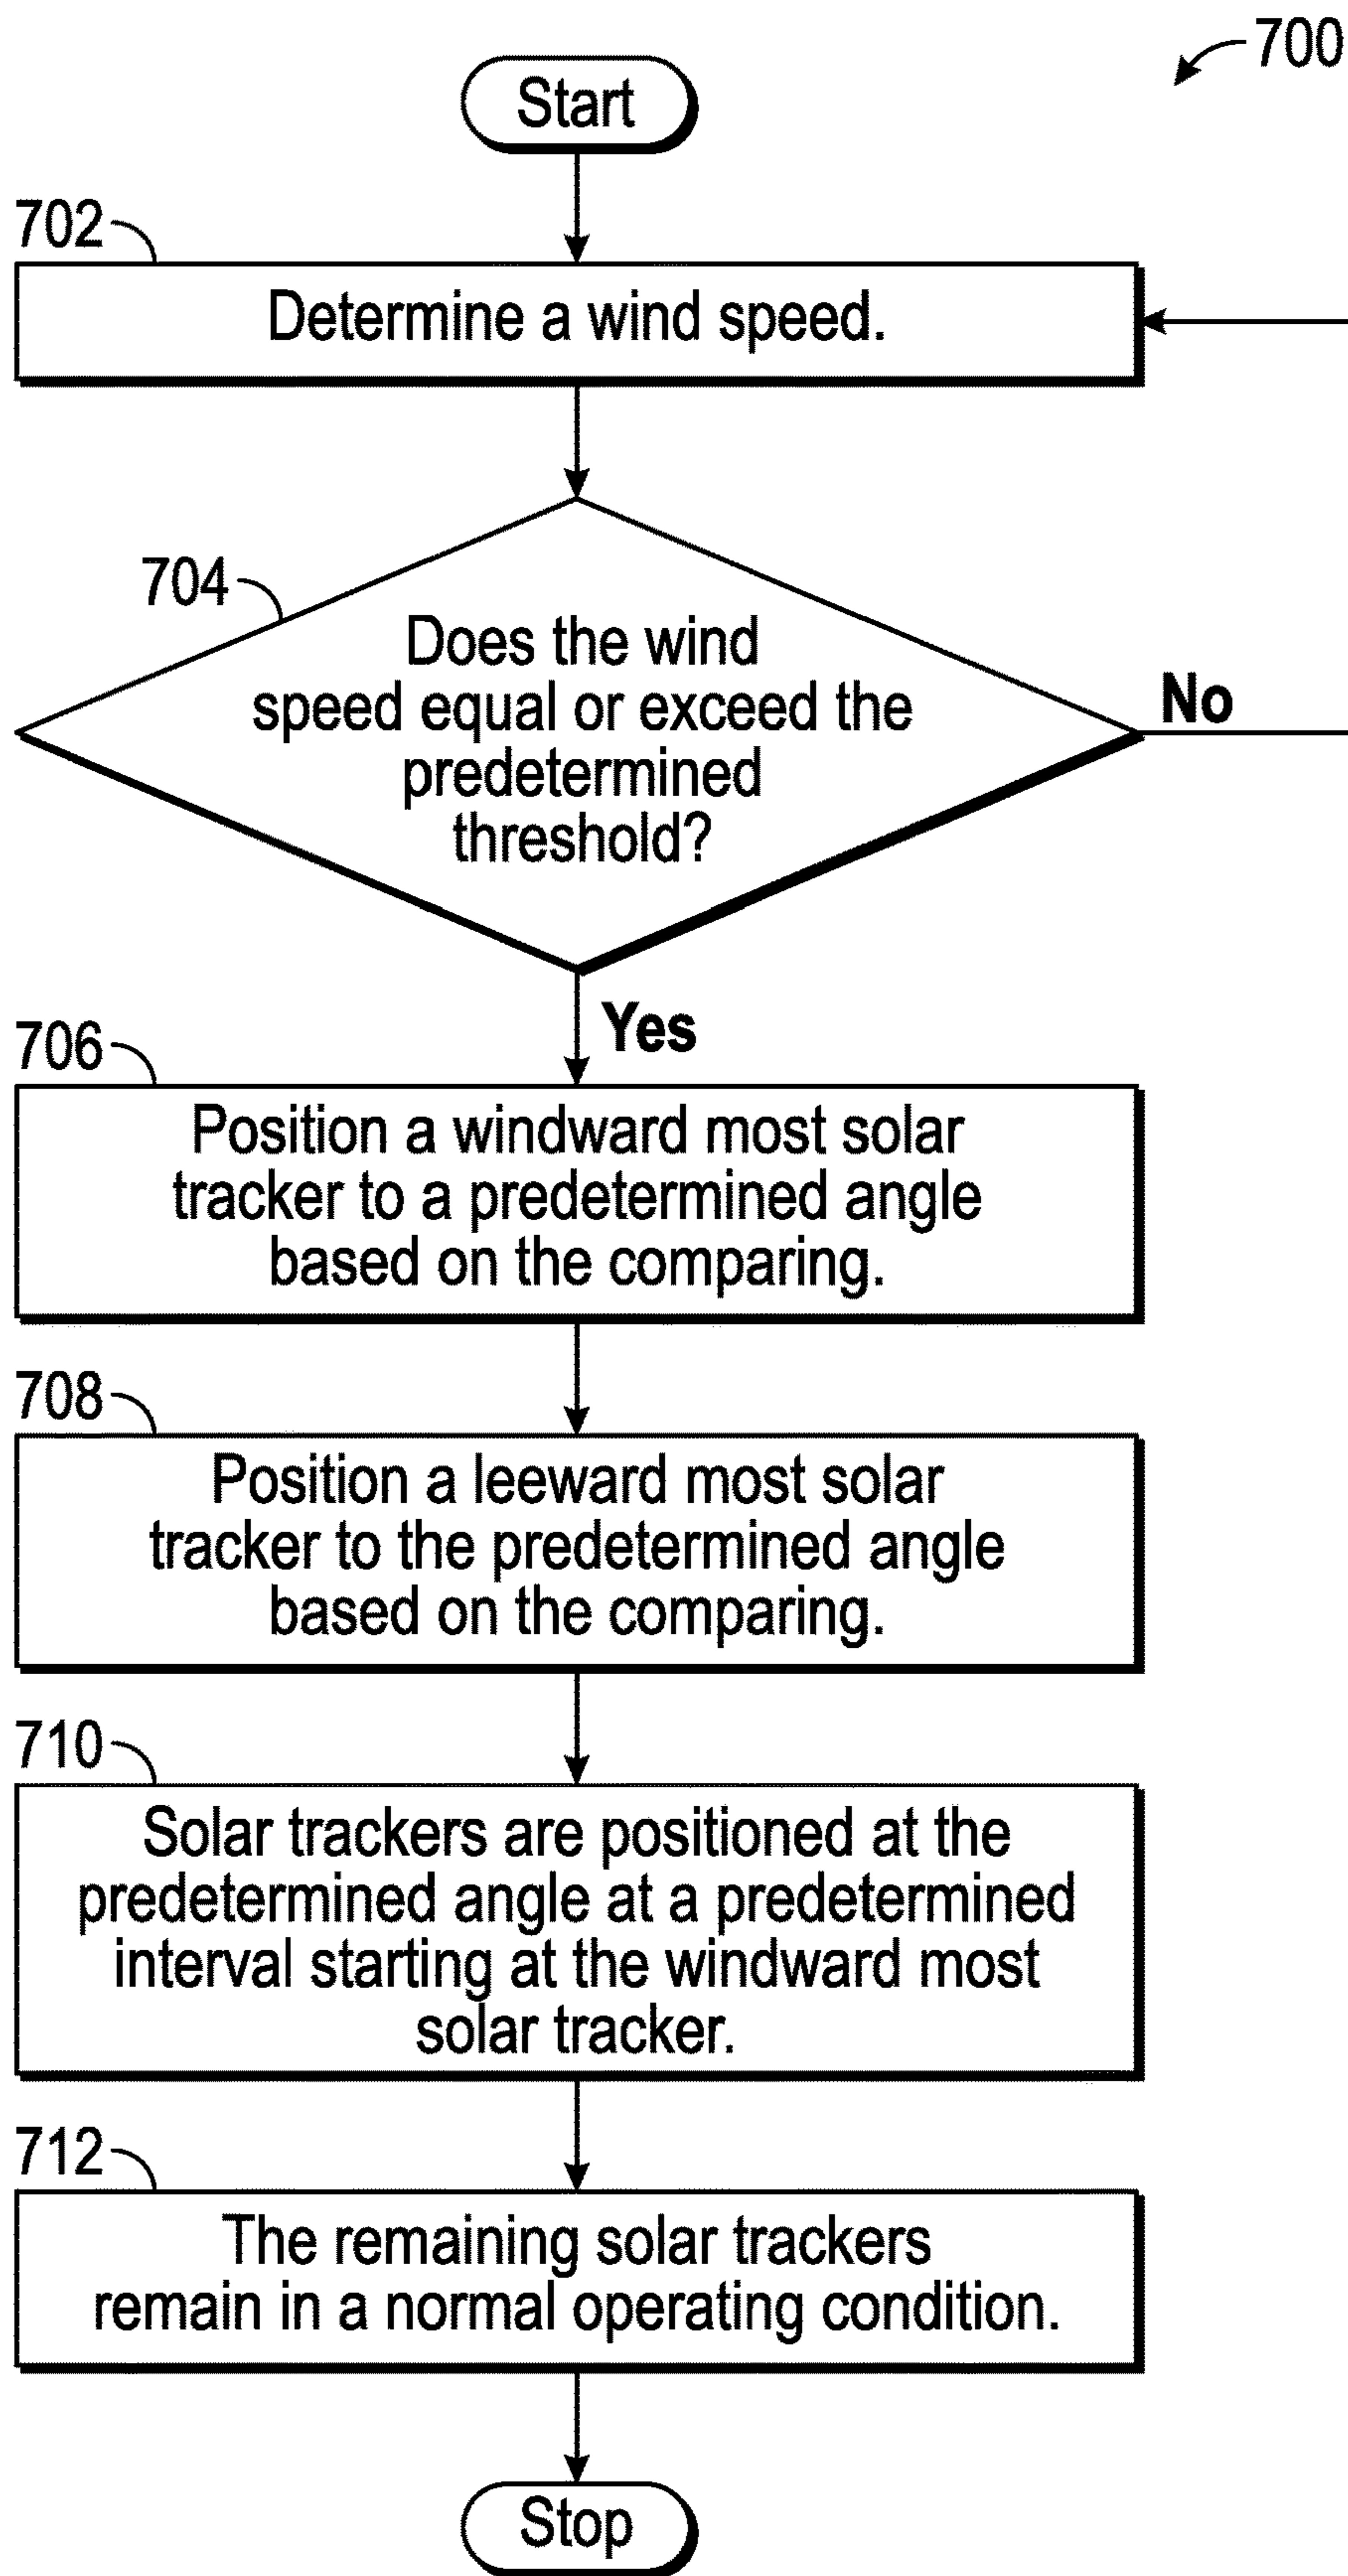 700
Start
702
Determine a wind speed.
704
Does the wind
speed equal or exceed the
predetermined
threshold?
No
Yes
706
Position a windward most solar
tracker to a predetermined angle
based on the comparing.
708
Position a leeward most solar
tracker to the predetermined angle
based on the comparing.
710
Solar trackers are positioned at the
predetermined angle at a predetermined
interval starting at the windward most
solar tracker.
712
The remaining solar trackers
remain in a normal operating condition.
Stop